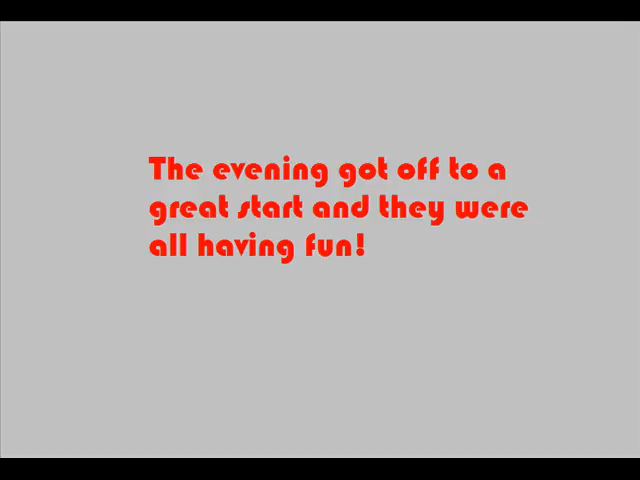 The evening got off to a
great start and they were
all having fun!